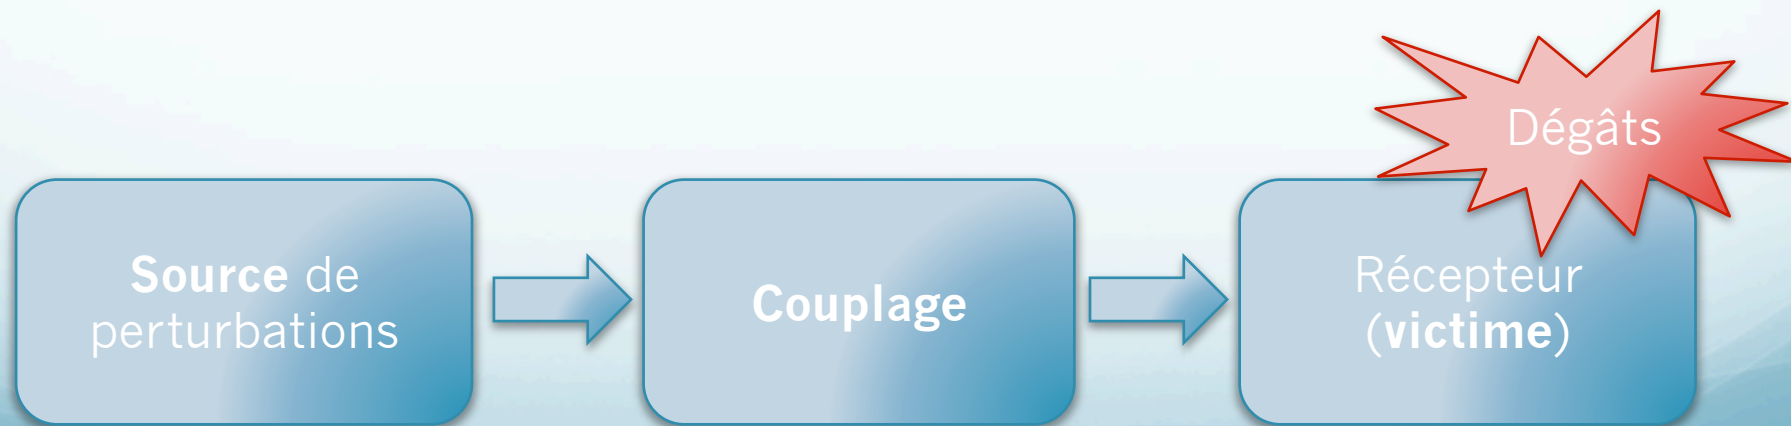 Dégâts
Source de
perturbations
Couplage
Récepteur
(victime)